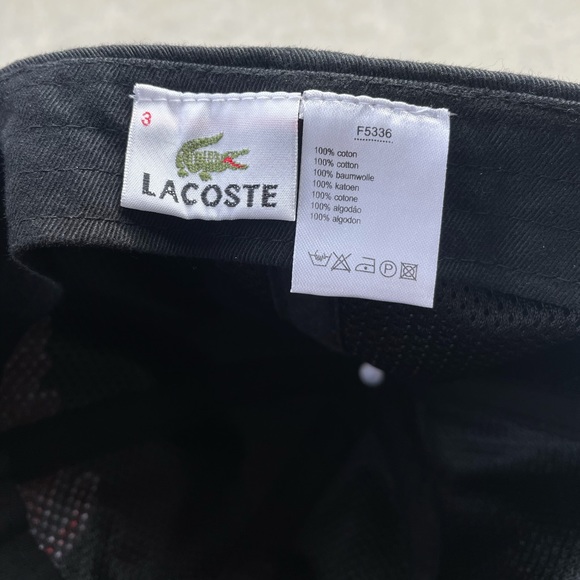 3
LACOSTE
F5336
100% coton
100% cotton
100% baumwolle
100% katoen
100% cotone
100% algodão
100% algodon
P